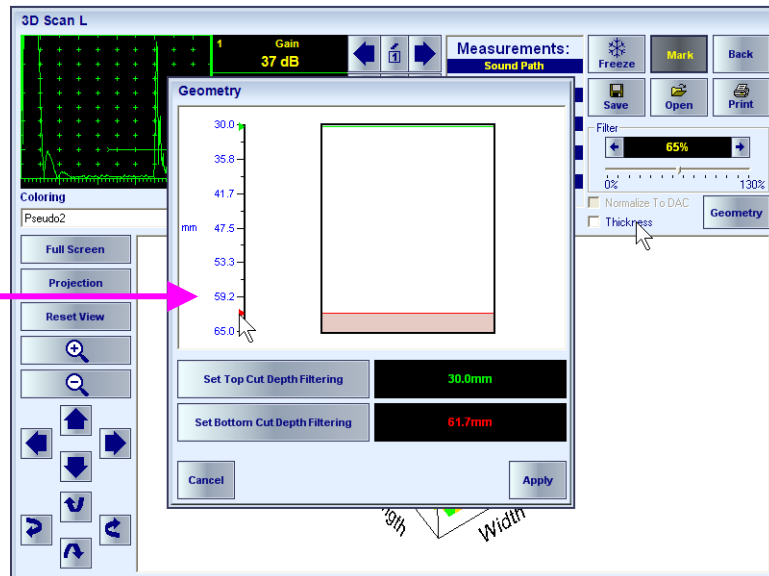 3D Scan L
1
Gain
37 dB
1
Measurements:
Sound Path
Freeze
Mark
Back
Save
Open
Print
Filter
65%
0%
130%
Normalize To DAC
Thickness
Geometry
Coloring
Pseudo2
Full Screen
Projection
Reset View
Geometry
30.0
35.8
41.7
mm
47.5
53.3
59.2
65.0
Set Top Cut Depth Filtering
30.0mm
Set Bottom Cut Depth Filtering
61.7mm
Cancel
Apply
Width